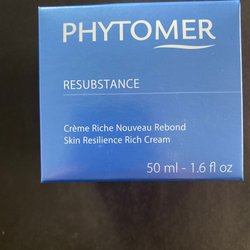 PHYTOMER
RESUBSTANCE
Crème Riche Nouveau Rebond
Skin Resilience Rich Cream
50 ml - 1.6 fl oz